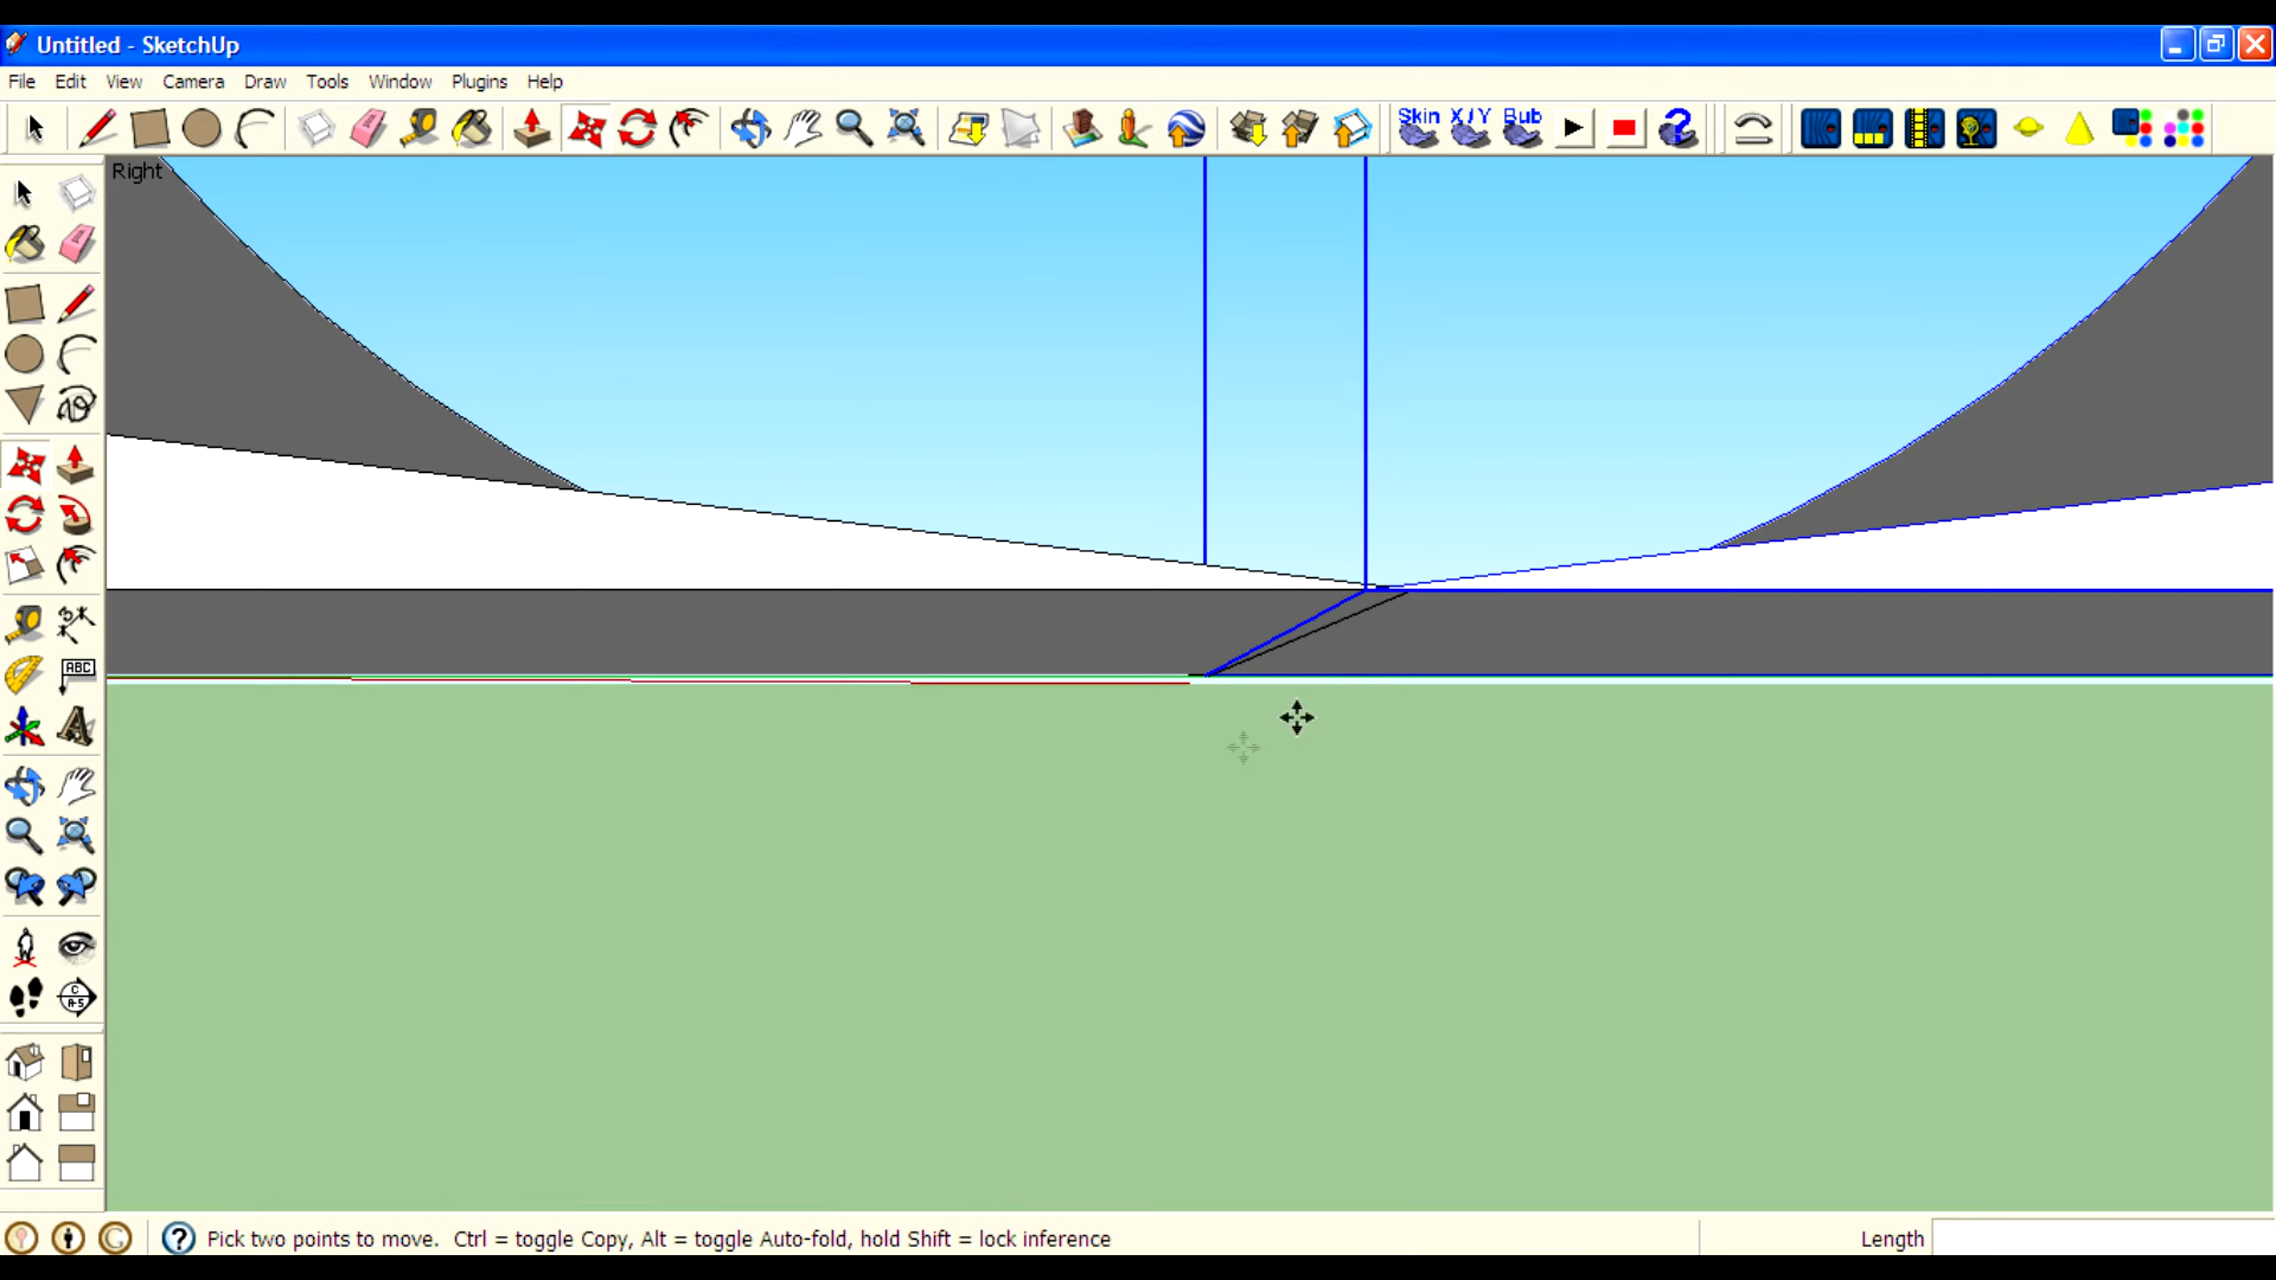 Untitled - SketchUp
File Edit View Camera Draw Tools Window Plugins Help
Skin X/Y Bub
Right
ABC
C
A-5
Pick two points to move. Ctrl = toggle Copy, Alt = toggle Auto-fold, hold Shift = lock inference
Length